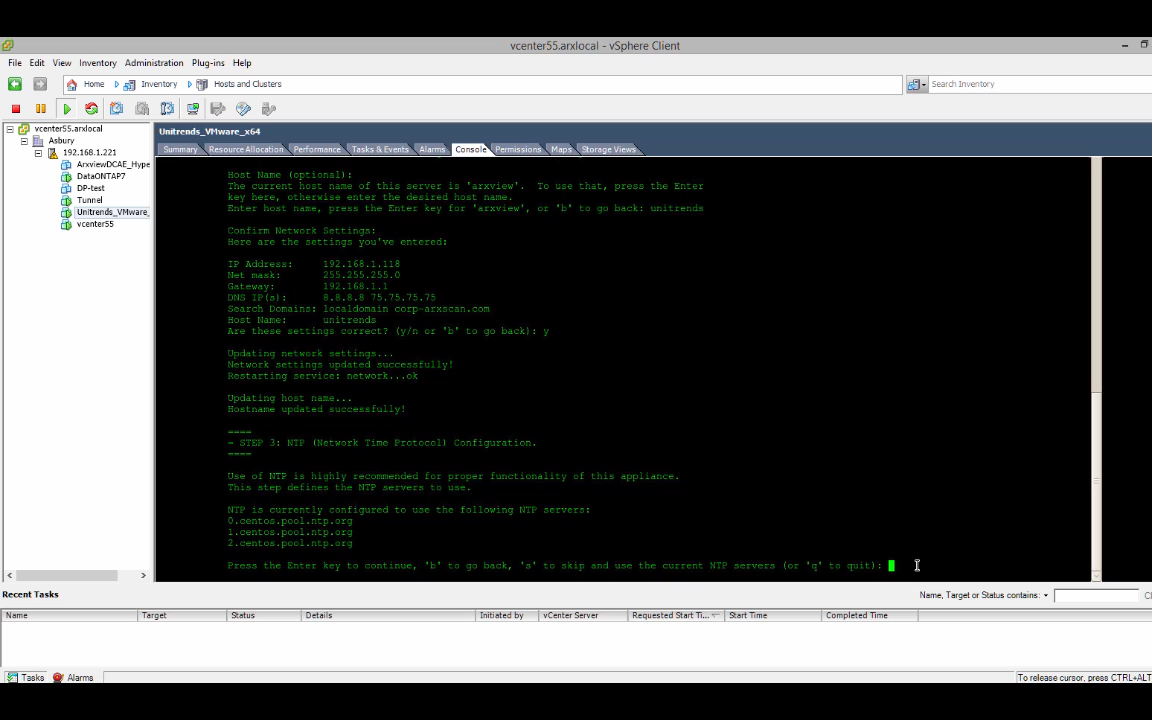 vcenter55.arxlocal - vSphere Client
File Edit View Inventory Administration Plug-ins Help
Home Inventory Hosts and Clusters
Search Inventory
vcenter55.arxlocal
Asbury
192.168.1.221
ArxviewDCAE_Hype
DataONTAP7
DP-test
Tunnel
Unitrends_VMware_
vcenter55
Unitrends_VMware_x64
Summary Resource Allocation Performance Tasks & Events Alarms Console Permissions Maps Storage Views
Host Name (optional):
The current host name of this server is 'arxview'. To use that, press the Enter
key here, otherwise enter the desired host name.
Enter host name, press the Enter key for 'arxview', or 'b' to go back: unitrends
Confirm Network Settings:
Here are the settings you've entered:
IP Address: 192.168.1.118
Net mask: 255.255.255.0
Gateway: 192.168.1.1
DNS IP(s): 8.8.8.8 75.75.75.75
Search Domains: localdomain corp-arxscan.com
Host Name: unitrends
Are these settings correct? (y/n or 'b' to go back): y
Updating network settings...
Network settings updated successfully!
Restarting service: network...ok
Updating host name...
Hostname updated successfully!
====
- STEP 3: NTP (Network Time Protocol) Configuration.
====
Use of NTP is highly recommended for proper functionality of this appliance.
This step defines the NTP servers to use.
NTP is currently configured to use the following NTP servers:
0.centos.pool.ntp.org
1.centos.pool.ntp.org
2.centos.pool.ntp.org
Press the Enter key to continue, 'b' to go back, 's' to skip and use the current NTP servers (or 'q' to quit):
Recent Tasks
Name, Target or Status contains: Cl
Name Target Status Details Initiated by vCenter Server Requested Start Ti... Start Time Completed Time
Tasks Alarms
To release cursor, press CTRL+ALT